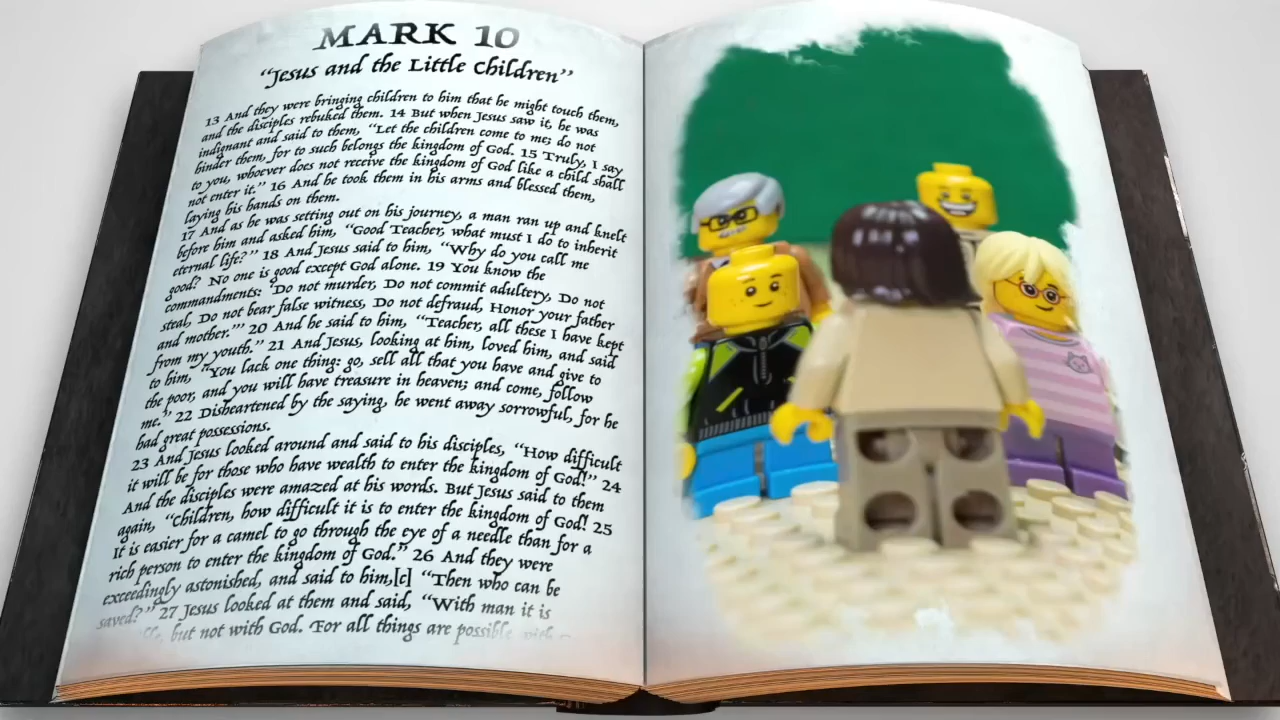 MARK 10
“Jesus and the Little Children”
13 And they were bringing children to him that he might touch them,
and the disciples rebuked them. 14 But when Jesus saw it, he was
indignant and said to them, “Let the children come to me; do not
hinder them, for to such belongs the kingdom of God. 15 Truly, I say
to you, whoever does not receive the kingdom of God like a child shall
not enter it.” 16 And he took them in his arms and blessed them,
laying his hands on them.
17 And as he was setting out on his journey, a man ran up and knelt
before him and asked him, “Good Teacher, what must I do to inherit
eternal life?” 18 And Jesus said to him, “Why do you call me
good? No one is good except God alone. 19 You know the
commandments: ‘Do not murder, Do not commit adultery, Do not
steal, Do not bear false witness, Do not defraud, Honor your father
and mother.’” 20 And he said to him, “Teacher, all these I have kept
from my youth.” 21 And Jesus, looking at him, loved him, and said
to him, “You lack one thing: go, sell all that you have and give to
the poor, and you will have treasure in heaven; and come, follow
me.” 22 Disheartened by the saying, he went away sorrowful, for he
had great possessions.
23 And Jesus looked around and said to his disciples, “How difficult
it will be for those who have wealth to enter the kingdom of God!” 24
And the disciples were amazed at his words. But Jesus said to them
again, “Children, how difficult it is to enter the kingdom of God! 25
It is easier for a camel to go through the eye of a needle than for a
rich person to enter the kingdom of God.” 26 And they were
exceedingly astonished, and said to him,[c] “Then who can be
saved?” 27 Jesus looked at them and said, “With man it is
but not with God. For all things are possible with